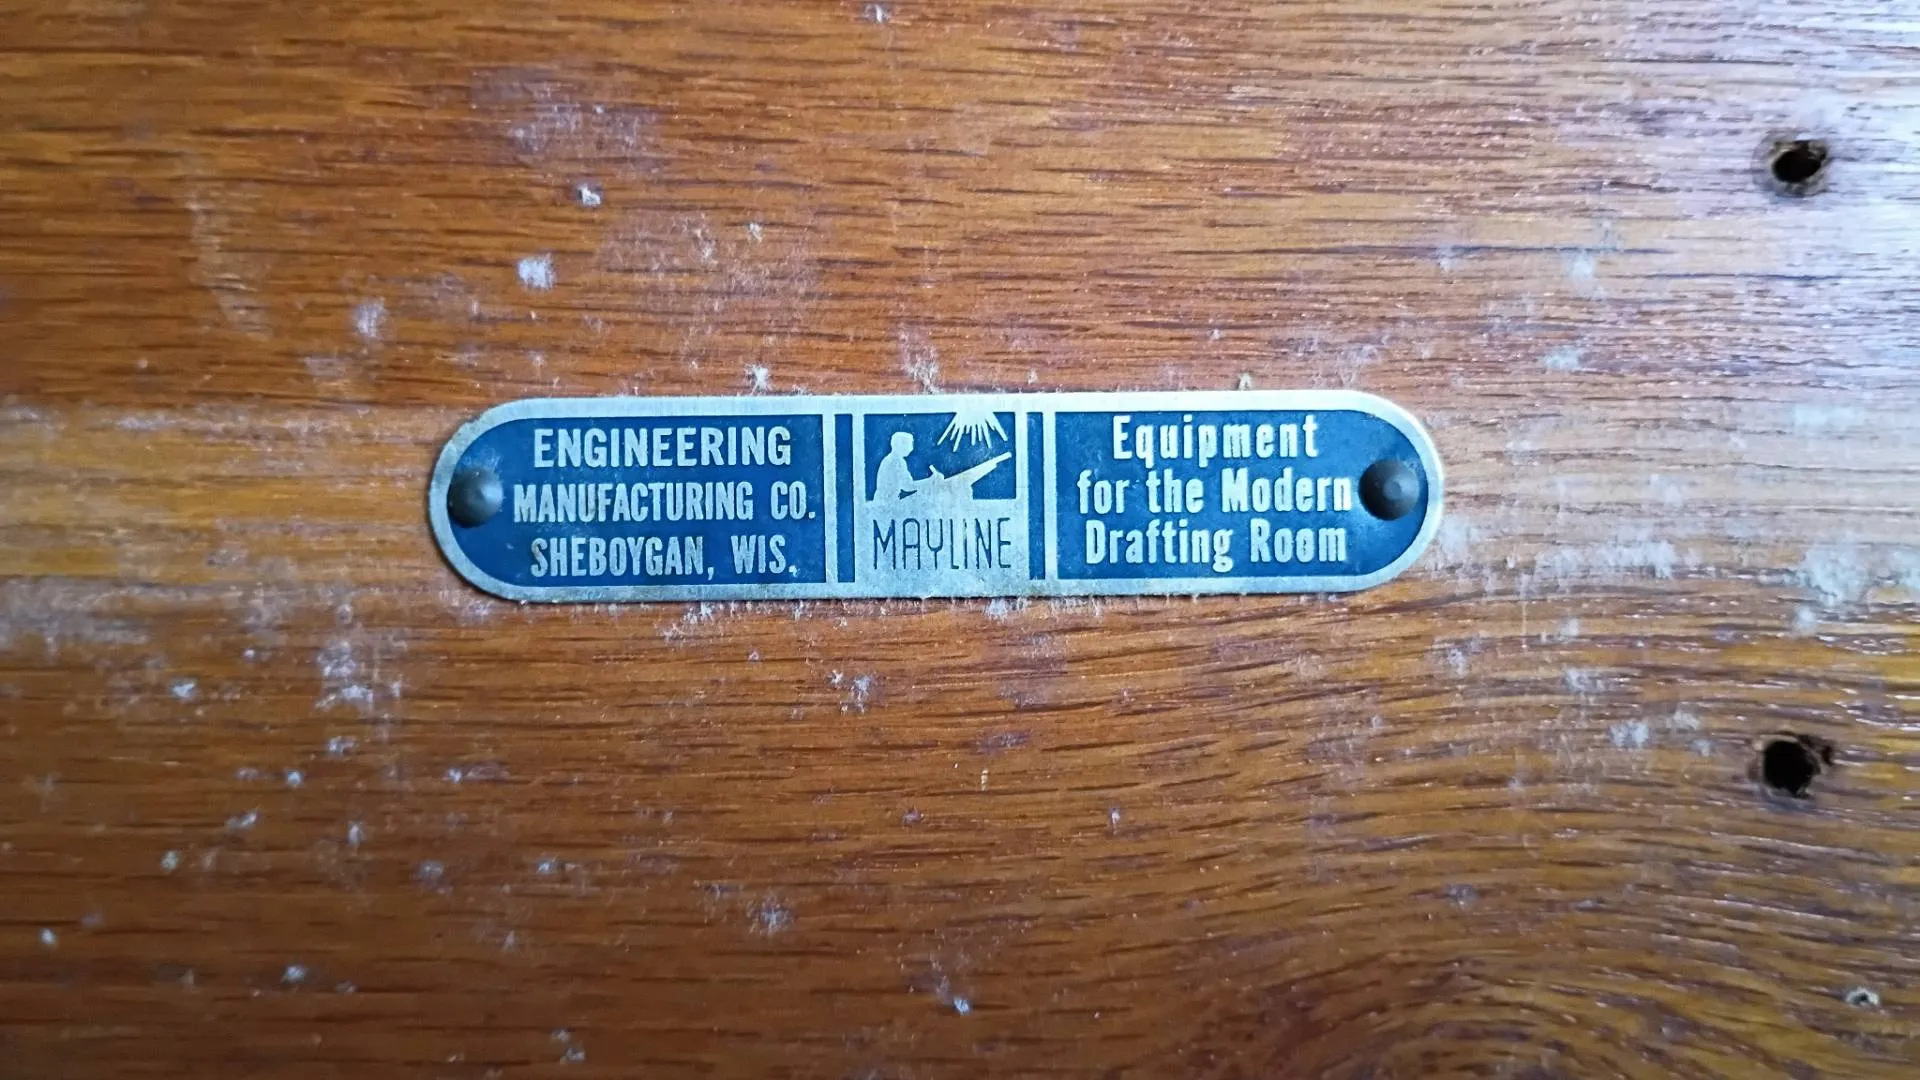 ENGINEERING
MANUFACTURING CO.
SHEBOYGAN, WIS.
MAYLINE
Equipment
for the Modern
Drafting Room